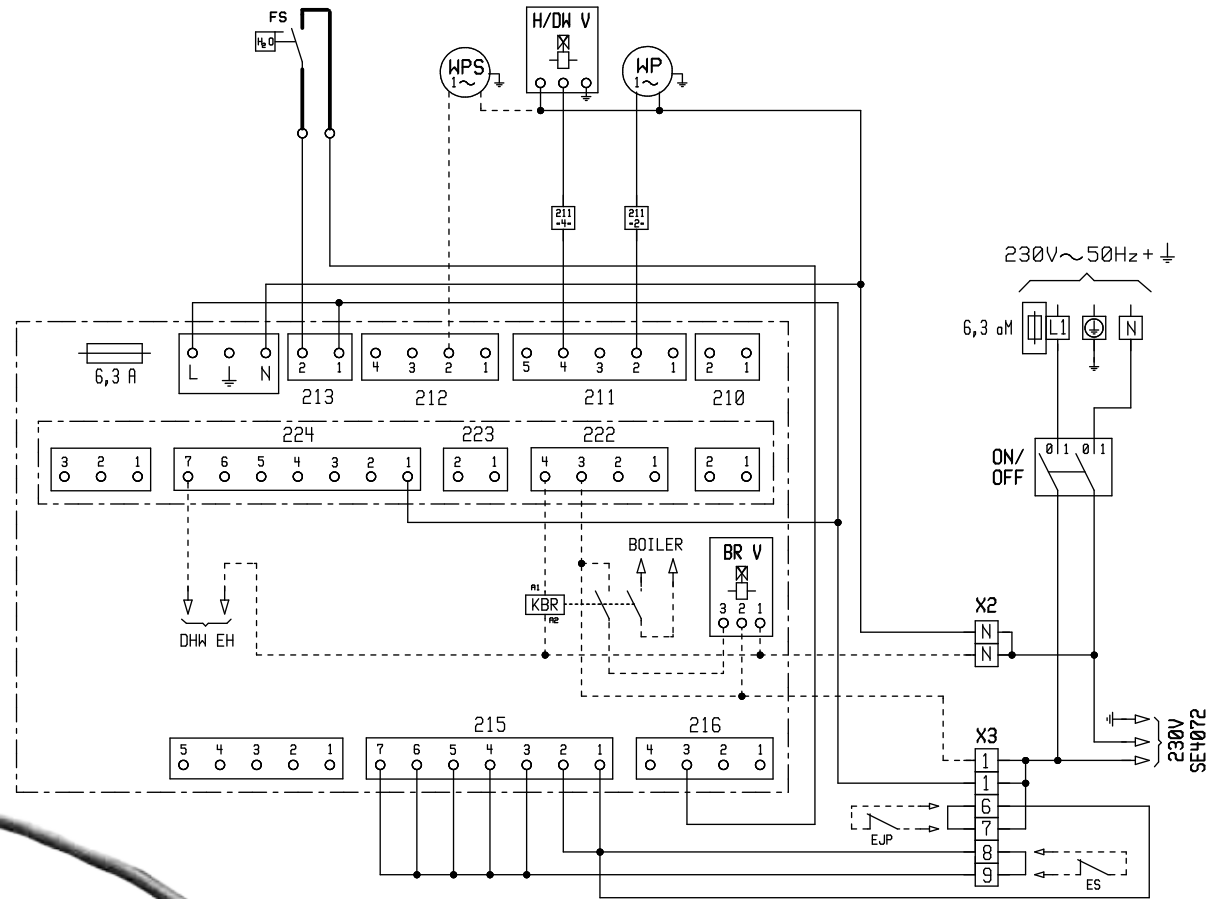 FS
H₂O
WPS
1~
H/DW V
WP
1~
211
-4-
211
-2-
230V~50Hz+
6,3 aM
L1
N
6,3 A
L
N
2 1
4 3 2 1
5 4 3 2 1
2 1
213
212
211
210
224
223
222
3 2 1
7 6 5 4 3 2 1
2 1
4 3 2 1
2 1
ON/
OFF
0 1
0 1
BOILER
BR V
A1
KBR
A2
3 2 1
DHW EH
X2
N
N
215
216
5 4 3 2 1
7 6 5 4 3 2 1
4 3 2 1
X3
1
1
6
7
8
9
230V
SE4072
EJP
ES